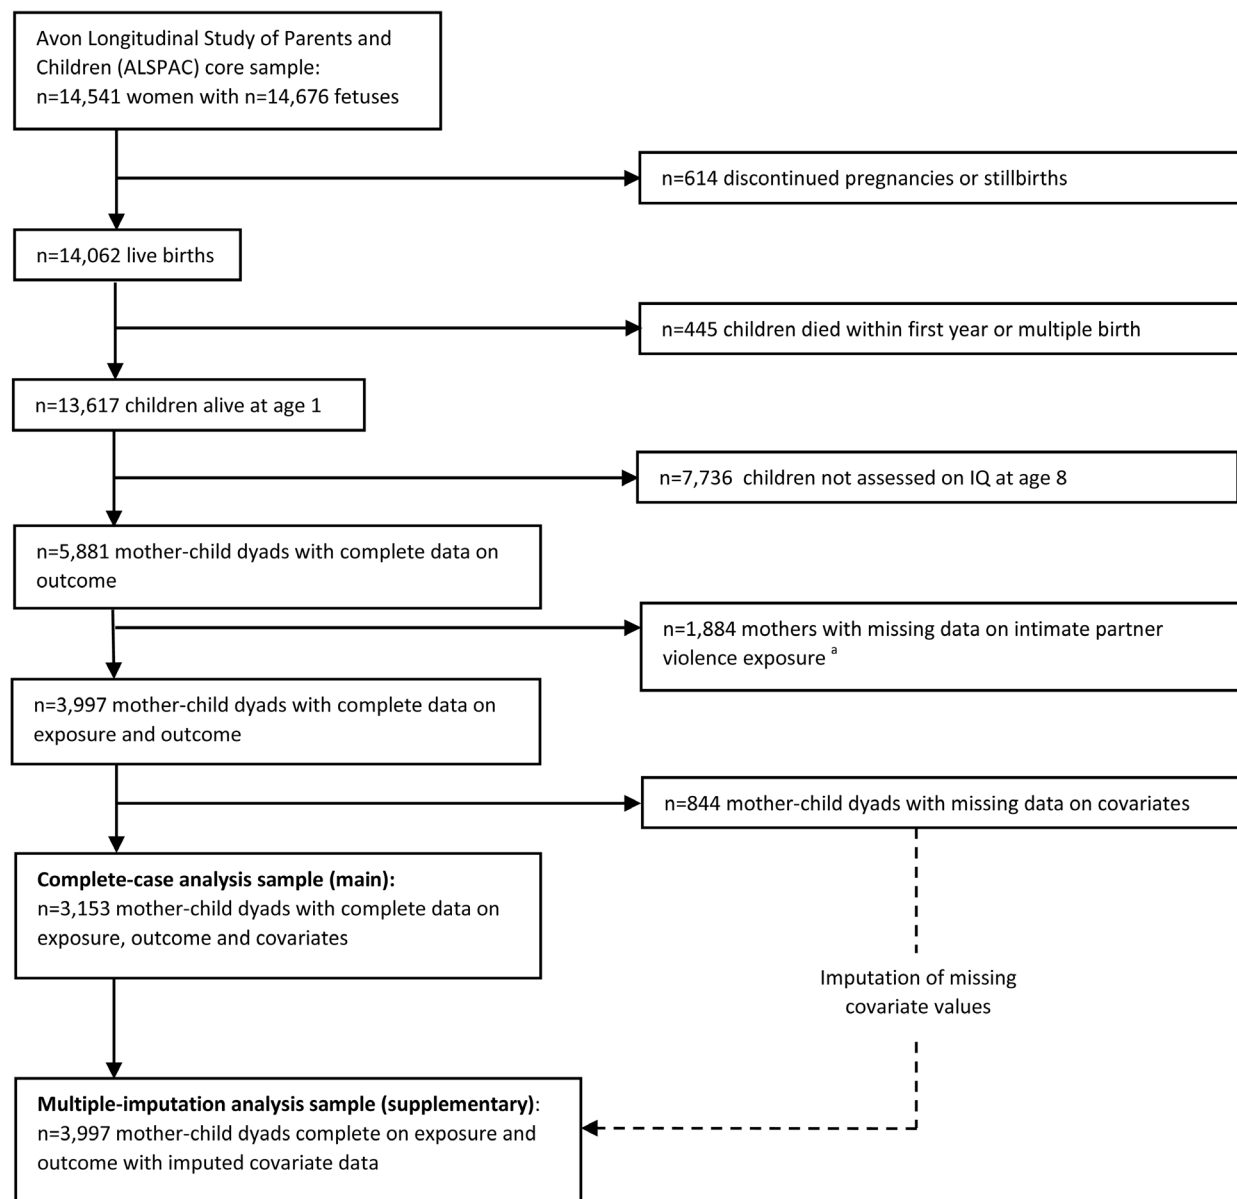 Avon Longitudinal Study of Parents and
Children (ALSPAC) core sample:
n=14,541 women with n=14,676 fetuses
n=614 discontinued pregnancies or stillbirths
n=14,062 live births
n=445 children died within first year or multiple birth
n=13,617 children alive at age 1
n=7,736  children not assessed on IQ at age 8
n=5,881 mother-child dyads with complete data on
outcome
n=1,884 mothers with missing data on intimate partner
violence exposure a
n=3,997 mother-child dyads with complete data on
exposure and outcome
n=844 mother-child dyads with missing data on covariates
Complete-case analysis sample (main):
n=3,153 mother-child dyads with complete data on
exposure, outcome and covariates
Imputation of missing
covariate values
Multiple-imputation analysis sample (supplementary):
n=3,997 mother-child dyads complete on exposure and
outcome with imputed covariate data